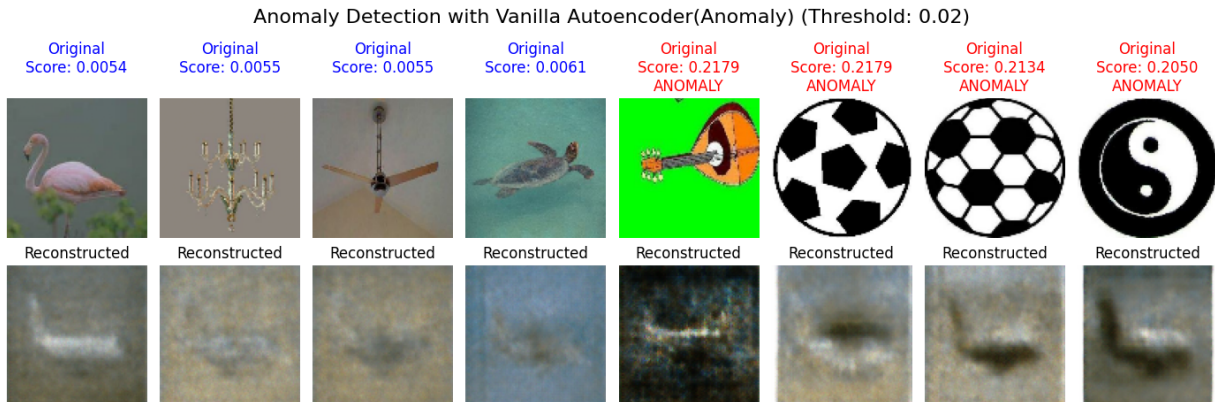 Anomaly Detection with Vanilla Autoencoder(Anomaly) (Threshold: 0.02)
Original
Score: 0.0054
Original
Score: 0.0055
Original
Score: 0.0055
Original
Score: 0.0061
Original
Score: 0.2179
ANOMALY
Original
Score: 0.2179
ANOMALY
Original
Score: 0.2134
ANOMALY
Original
Score: 0.2050
ANOMALY
Reconstructed
Reconstructed
Reconstructed
Reconstructed
Reconstructed
Reconstructed
Reconstructed
Reconstructed